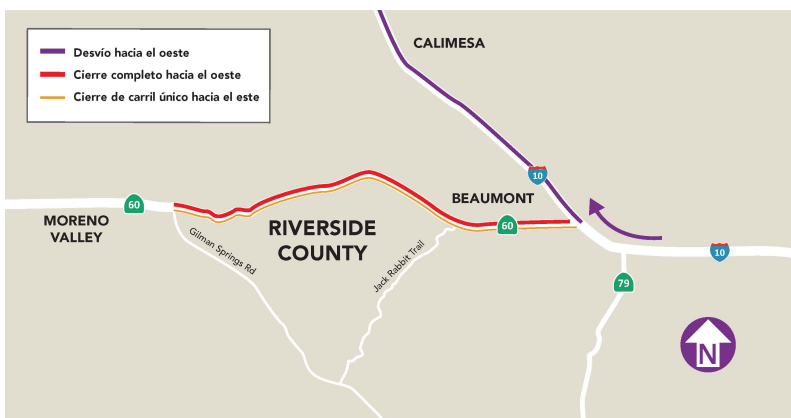 Desvío hacia el oeste
Cierre completo hacia el oeste
Cierre de carril único hacia el este
CALIMESA
10
BEAUMONT
60
MORENO
VALLEY
RIVERSIDE
COUNTY
60
Gilman Springs Rd
Jack Rabbit Trail
10
79
N